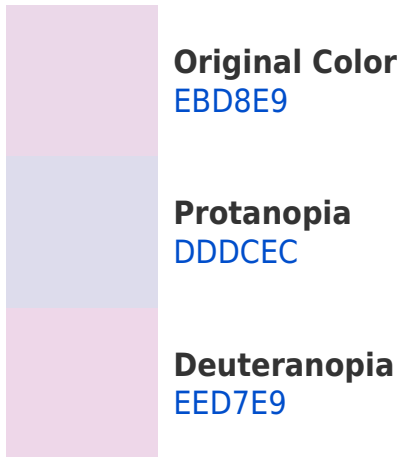 Original Color
EBD8E9
Protanopia
DDDCEC
Deuteranopia
EED7E9